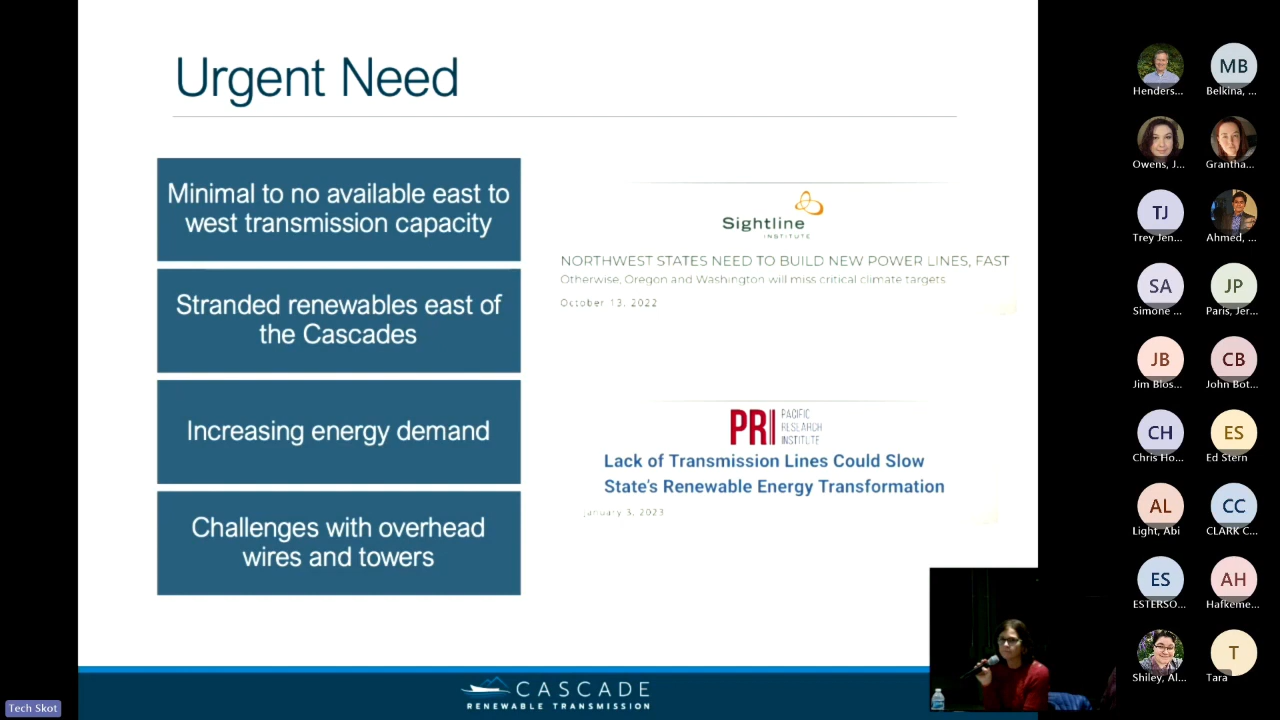 Urgent Need
Minimal to no available east to
west transmission capacity
Stranded renewables east of
the Cascades
Increasing energy demand
Challenges with overhead
wires and towers
Sightline
INSTITUTE
NORTHWEST STATES NEED TO BUILD NEW POWER LINES, FAST
Otherwise, Oregon and Washington will miss critical climate targets
October 13, 2022
PRI
PACIFIC
RESEARCH
INSTITUTE
Lack of Transmission Lines Could Slow
State's Renewable Energy Transformation
January 3, 2023
CASCADE
RENEWABLE TRANSMISSION
Tech Skot
Henders...
MB
Belkina, ...
Owens, J...
Grantha...
TJ
Trey Jen...
Ahmed, ...
SA
Simone ...
JP
Paris, Jer...
JB
Jim Blos...
CB
John Bot...
CH
Chris Ho...
ES
Ed Stern
AL
Light, Abi
CC
CLARK C...
ES
ESTERSO...
AH
Hafkeme...
Shiley, Al...
T
Tara